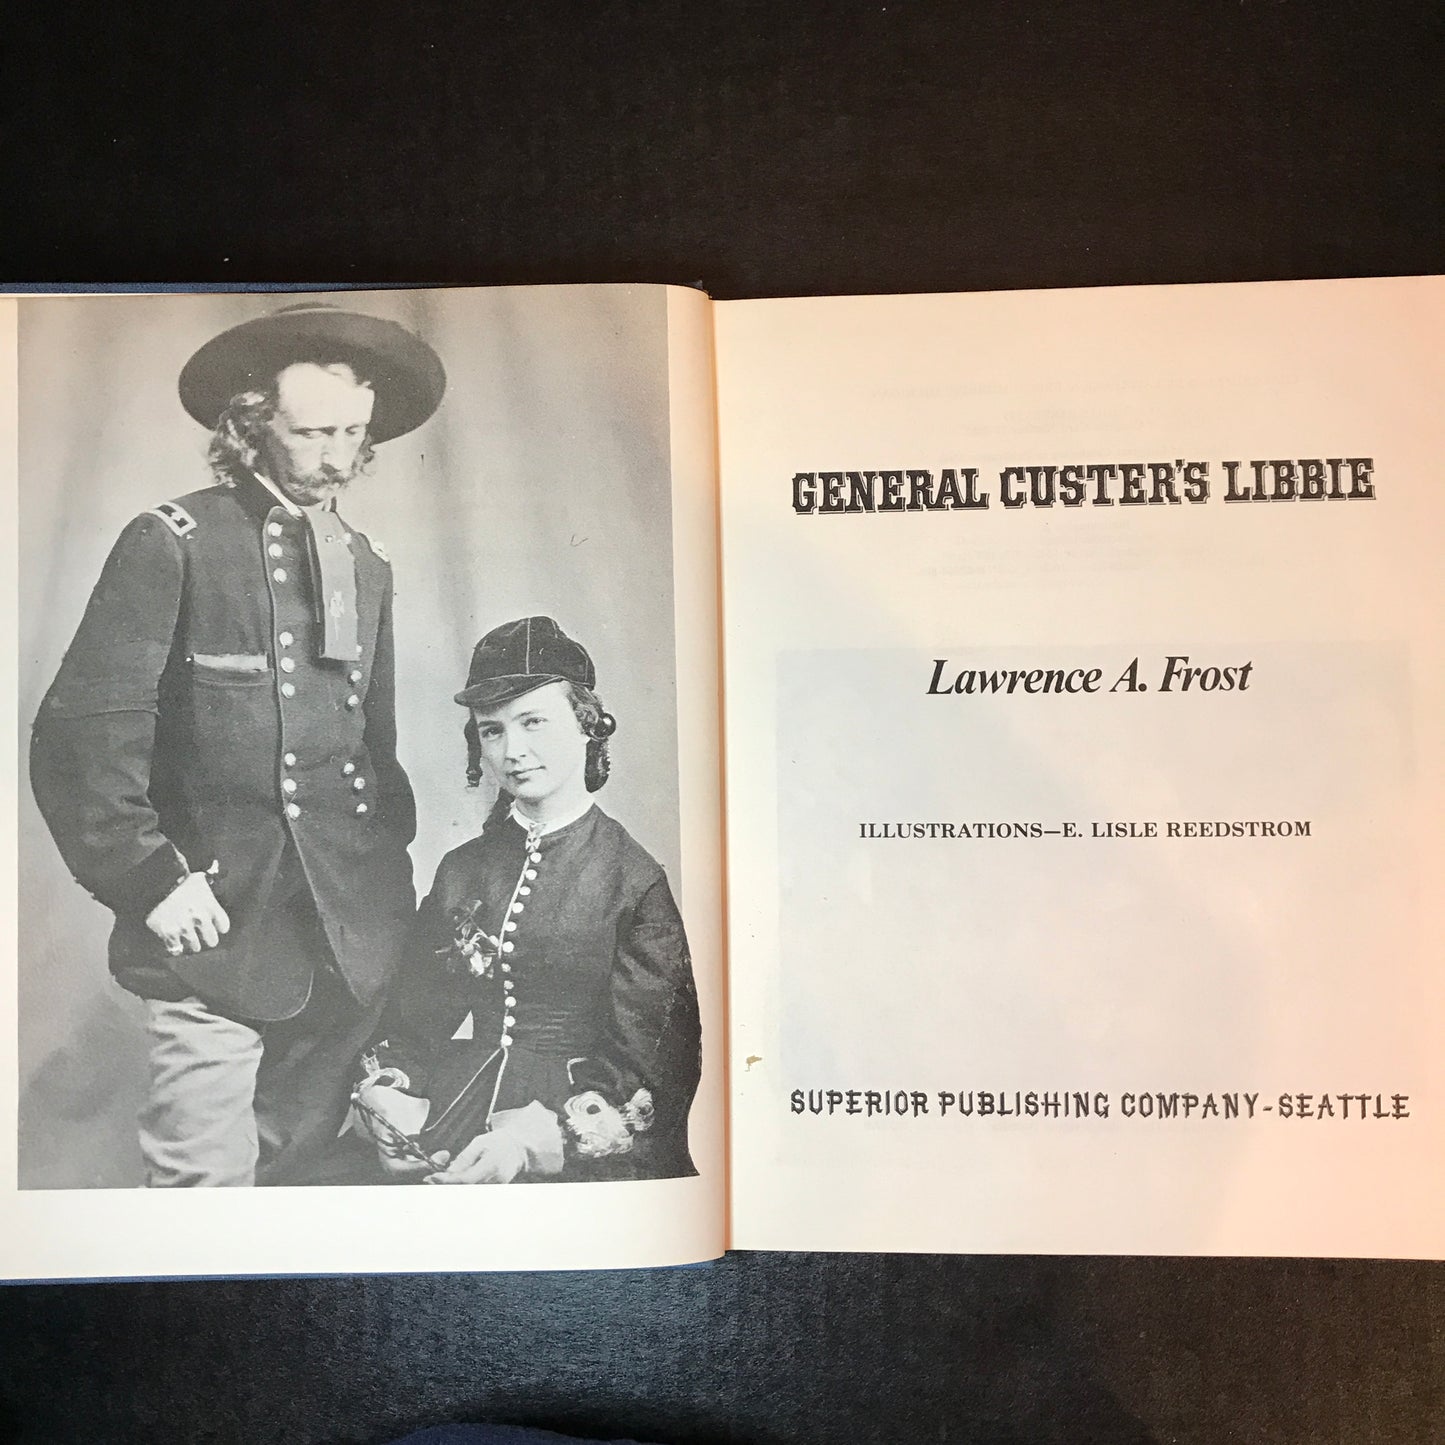 GENERAL CUSTER'S LIBBIE
Lawrence A. Frost
ILLUSTRATIONS—E. LISLE REEDSTROM
SUPERIOR PUBLISHING COMPANY-SEATTLE